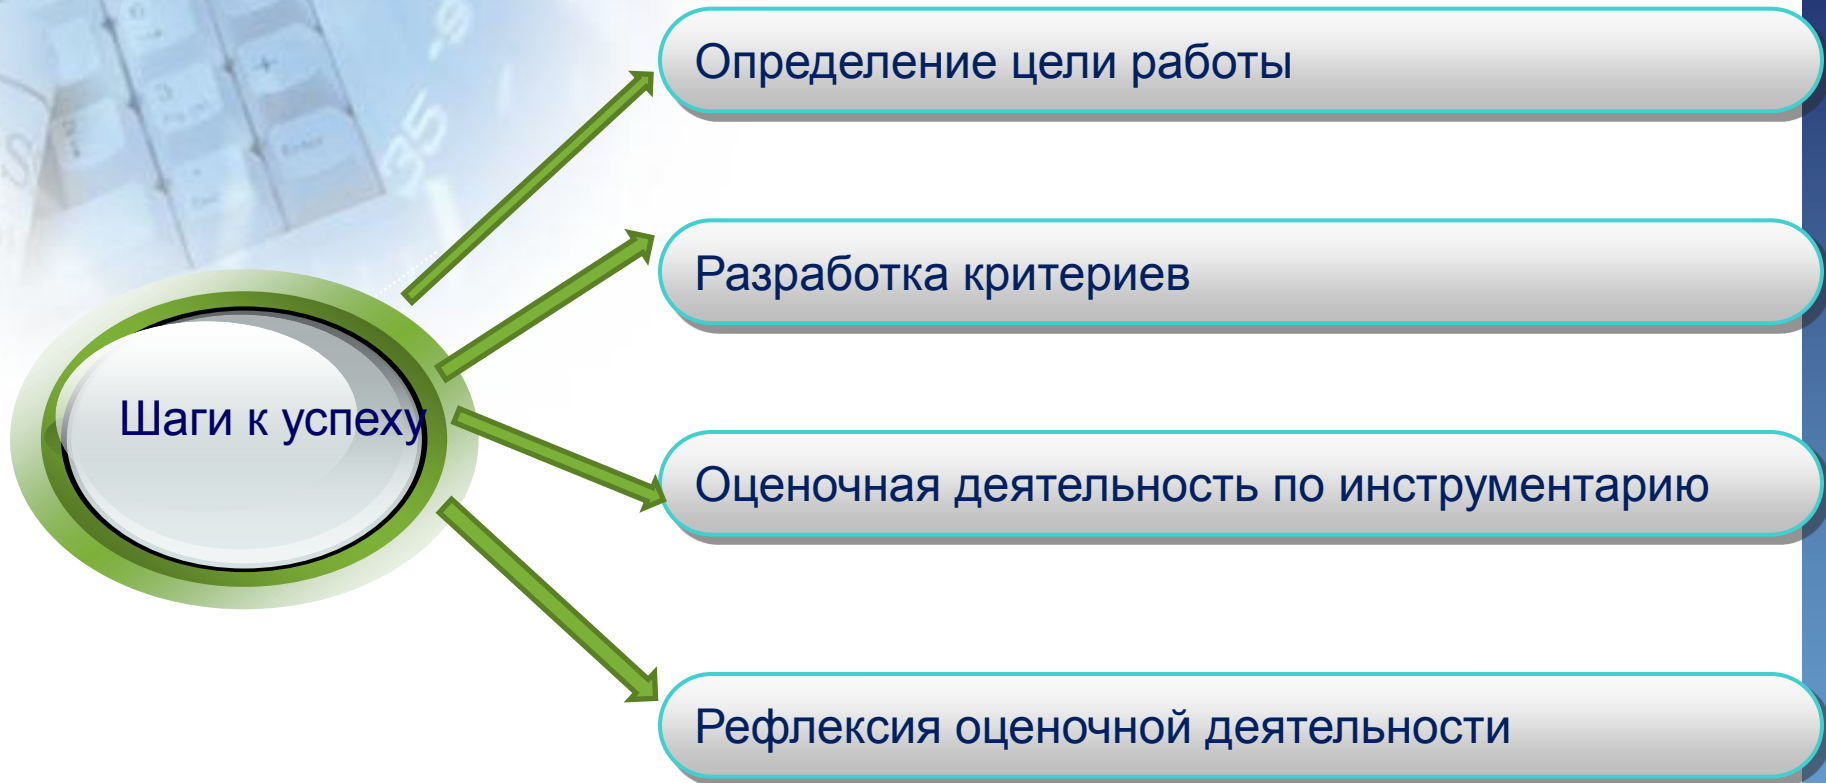 Определение цели работы
Разработка критериев
Шаги к успеху
Оценочная деятельность по инструментарию
Рефлексия оценочной деятельности